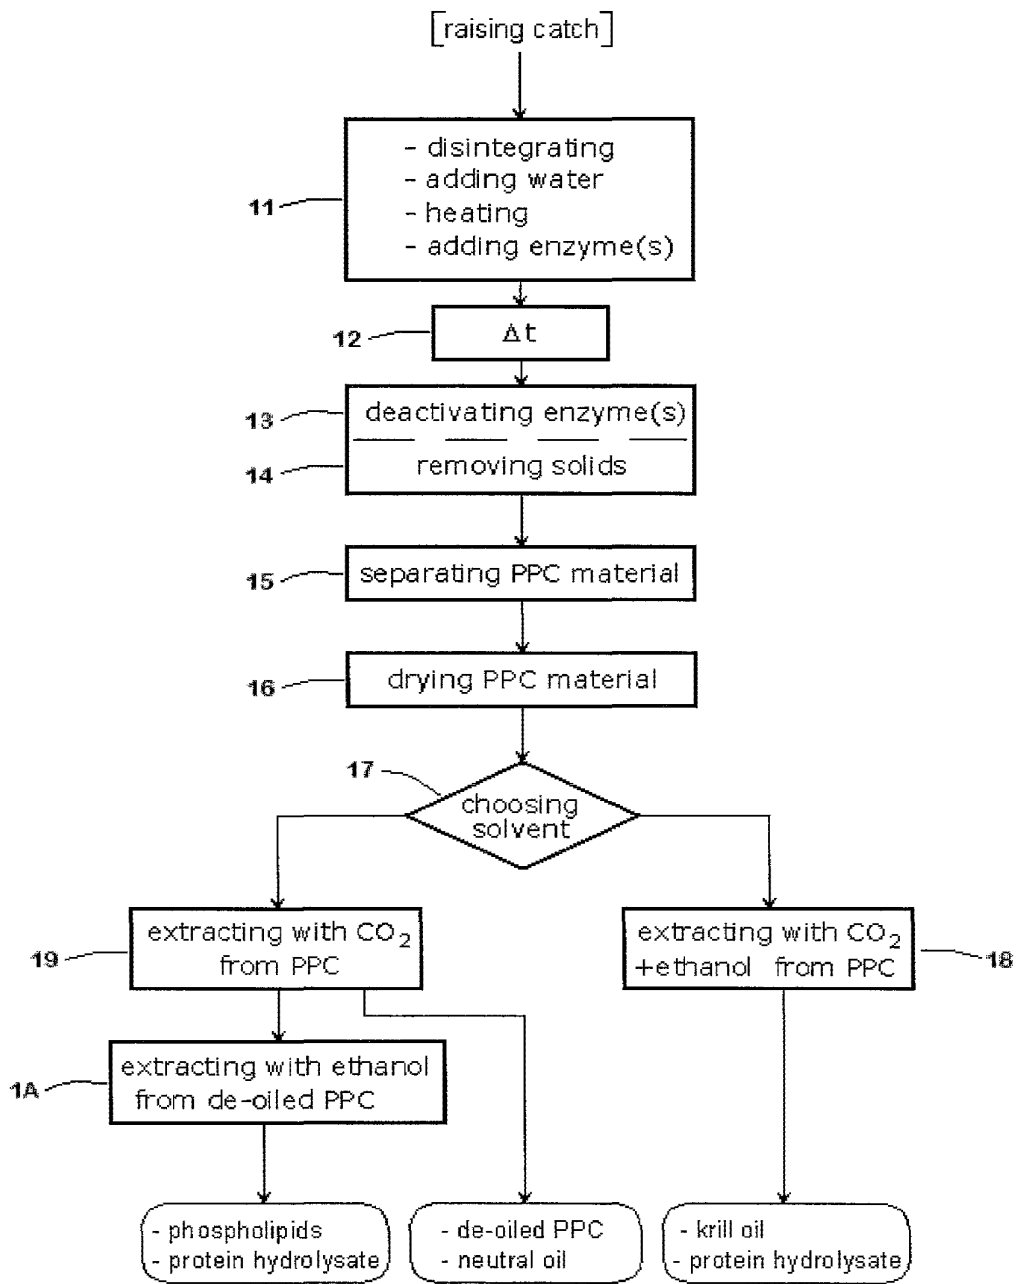 [raising catch]
- disintegrating
- adding water
11
- heating
- adding enzyme(s)
12
Δt
13
deactivating enzyme(s)
14
removing solids
15
separating PPC material
16
drying PPC material
17
choosing
solvent
19
extracting with CO2
from PPC
extracting with CO2
+ethanol from PPC
18
1A
extracting with ethanol
from de-oiled PPC
- phospholipids
- protein hydrolysate
- de-oiled PPC
- neutral oil
- krill oil
- protein hydrolysate